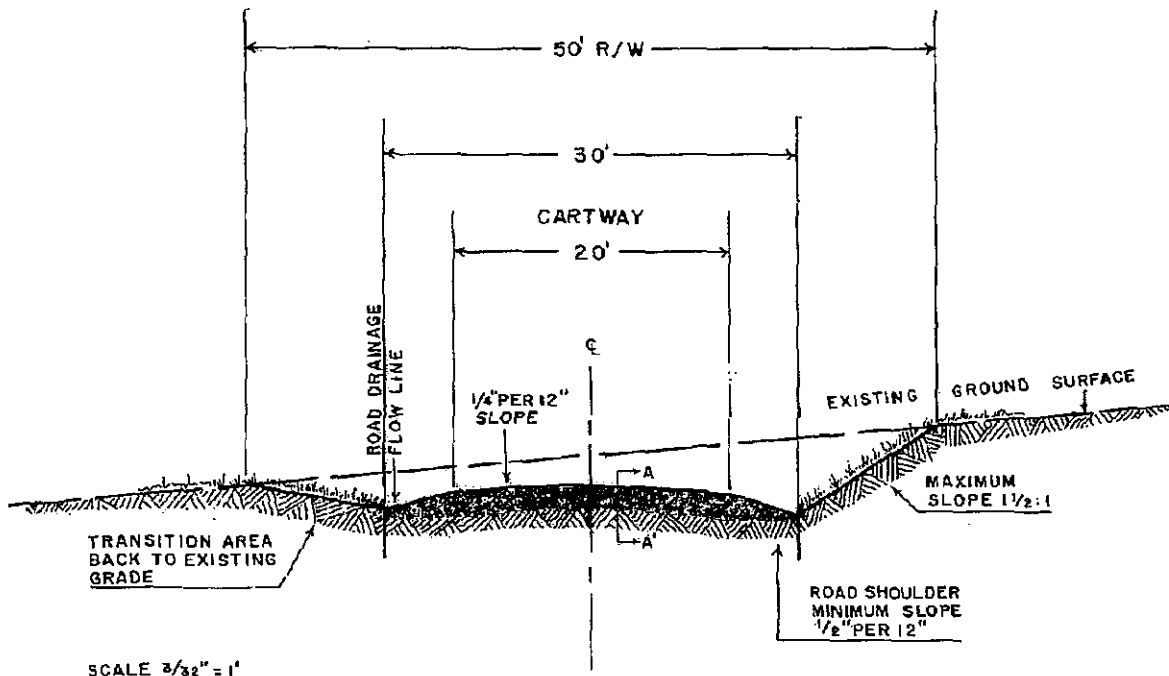 50' R/W
30'
CARTWAY
20'
ROAD DRAINAGE
FLOW LINE
℄
1/4" PER 12"
SLOPE
EXISTING GROUND SURFACE
A
A'
MAXIMUM
SLOPE 1 1/2:1
TRANSITION AREA
BACK TO EXISTING
GRADE
ROAD SHOULDER
MINIMUM SLOPE
1/2" PER 12"
SCALE 3/32" = 1'